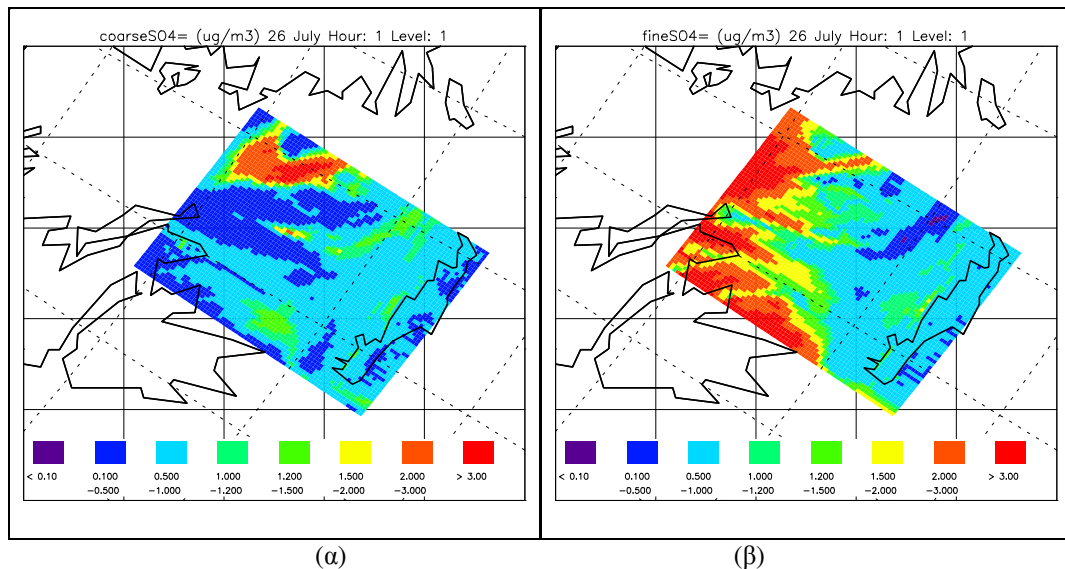 coarseSO4= (ug/m3) 26 July Hour: 1 Level: 1
< 0.10 0.100 0.500 1.000 1.200 1.500 2.000 > 3.00
-0.500 -1.000 -1.200 -1.500 -2.000 -3.000
(α)
fineSO4= (ug/m3) 26 July Hour: 1 Level: 1
< 0.10 0.100 0.500 1.000 1.200 1.500 2.000 > 3.00
-0.500 -1.000 -1.200 -1.500 -2.000 -3.000
(β)